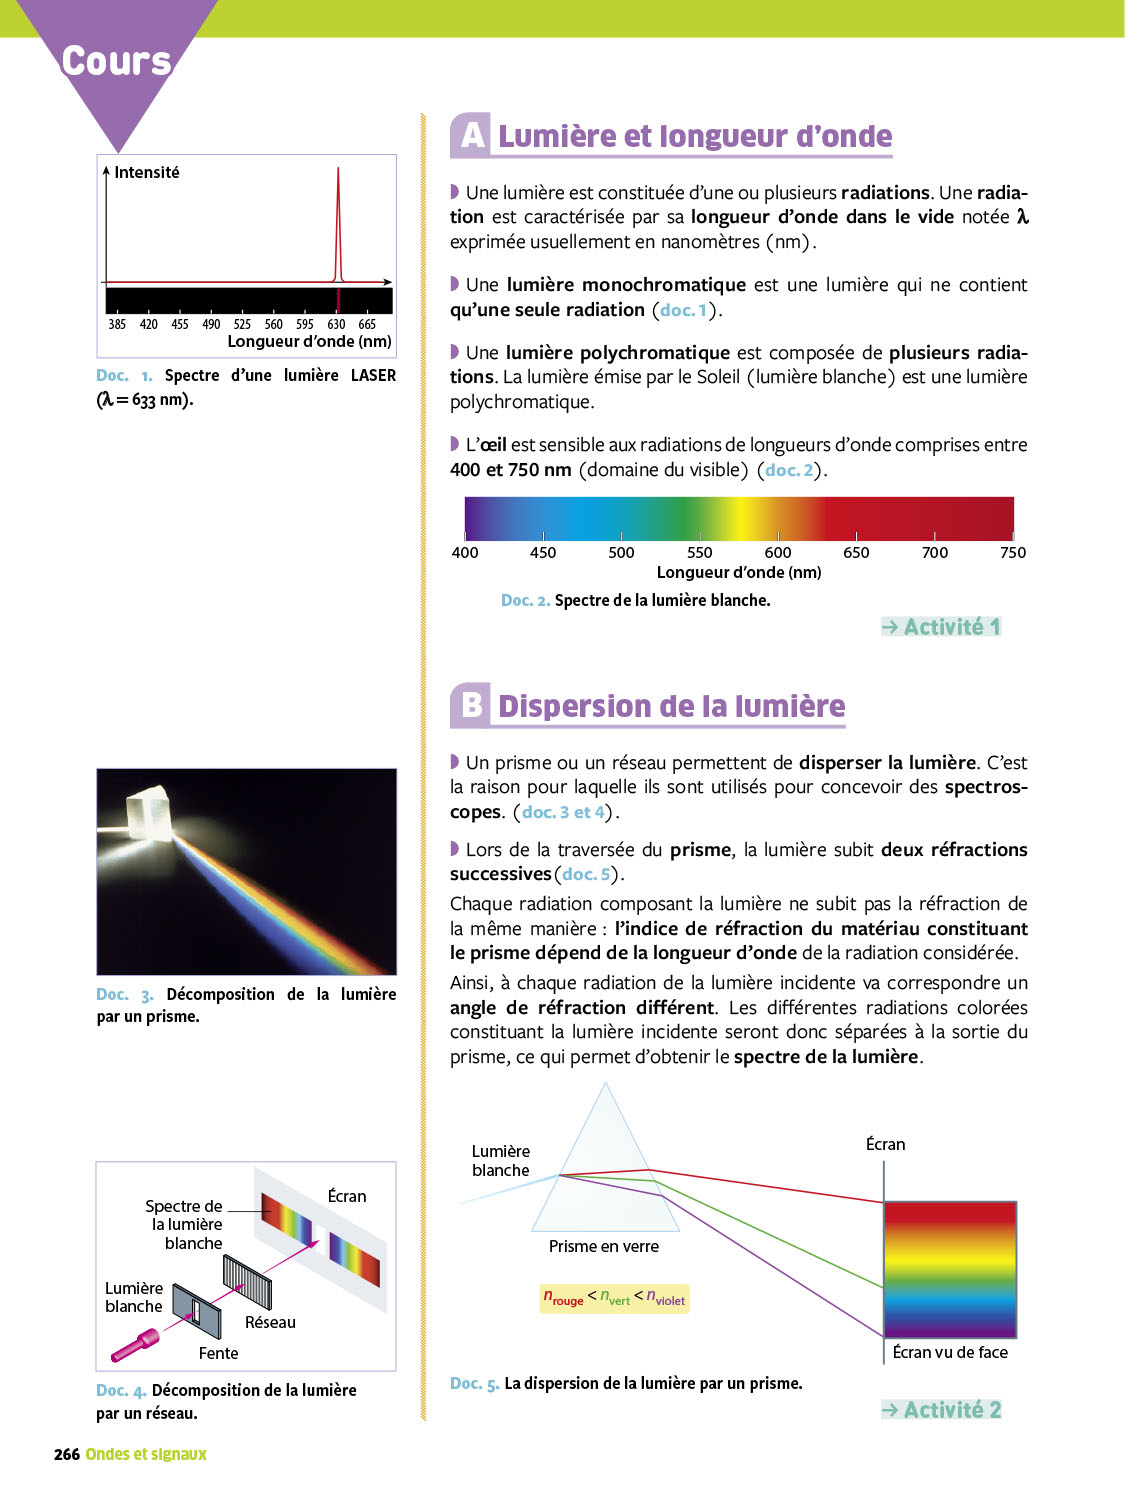 Cours
Intensité
385 420 455 490 525 560 595 630 665
Longueur d'onde (nm)
Doc. 1. Spectre d'une lumière LASER
(λ = 633 nm).
A Lumière et longueur d'onde
Une lumière est constituée d'une ou plusieurs radiations. Une radia-
tion est caractérisée par sa longueur d'onde dans le vide notée λ
exprimée usuellement en nanomètres (nm).
Une lumière monochromatique est une lumière qui ne contient
qu'une seule radiation (doc. 1).
Une lumière polychromatique est composée de plusieurs radia-
tions. La lumière émise par le Soleil (lumière blanche) est une lumière
polychromatique.
L'œil est sensible aux radiations de longueurs d'onde comprises entre
400 et 750 nm (domaine du visible) (doc. 2).
400 450 500 550 600 650 700 750
Longueur d'onde (nm)
Doc. 2. Spectre de la lumière blanche.
→ Activité 1
B Dispersion de la lumière
Un prisme ou un réseau permettent de disperser la lumière. C'est
la raison pour laquelle ils sont utilisés pour concevoir des spectros-
copes. (doc. 3 et 4).
Lors de la traversée du prisme, la lumière subit deux réfractions
successives (doc. 5).
Chaque radiation composant la lumière ne subit pas la réfraction de
la même manière : l'indice de réfraction du matériau constituant
le prisme dépend de la longueur d'onde de la radiation considérée.
Ainsi, à chaque radiation de la lumière incidente va correspondre un
angle de réfraction différent. Les différentes radiations colorées
constituant la lumière incidente seront donc séparées à la sortie du
prisme, ce qui permet d'obtenir le spectre de la lumière.
Doc. 3. Décomposition de la lumière
par un prisme.
Spectre de
la lumière
blanche
Écran
Lumière
blanche
Réseau
Fente
Doc. 4. Décomposition de la lumière
par un réseau.
Lumière
blanche
Écran
Prisme en verre
n rouge < n vert < n violet
Écran vu de face
Doc. 5. La dispersion de la lumière par un prisme.
→ Activité 2
266 Ondes et signaux